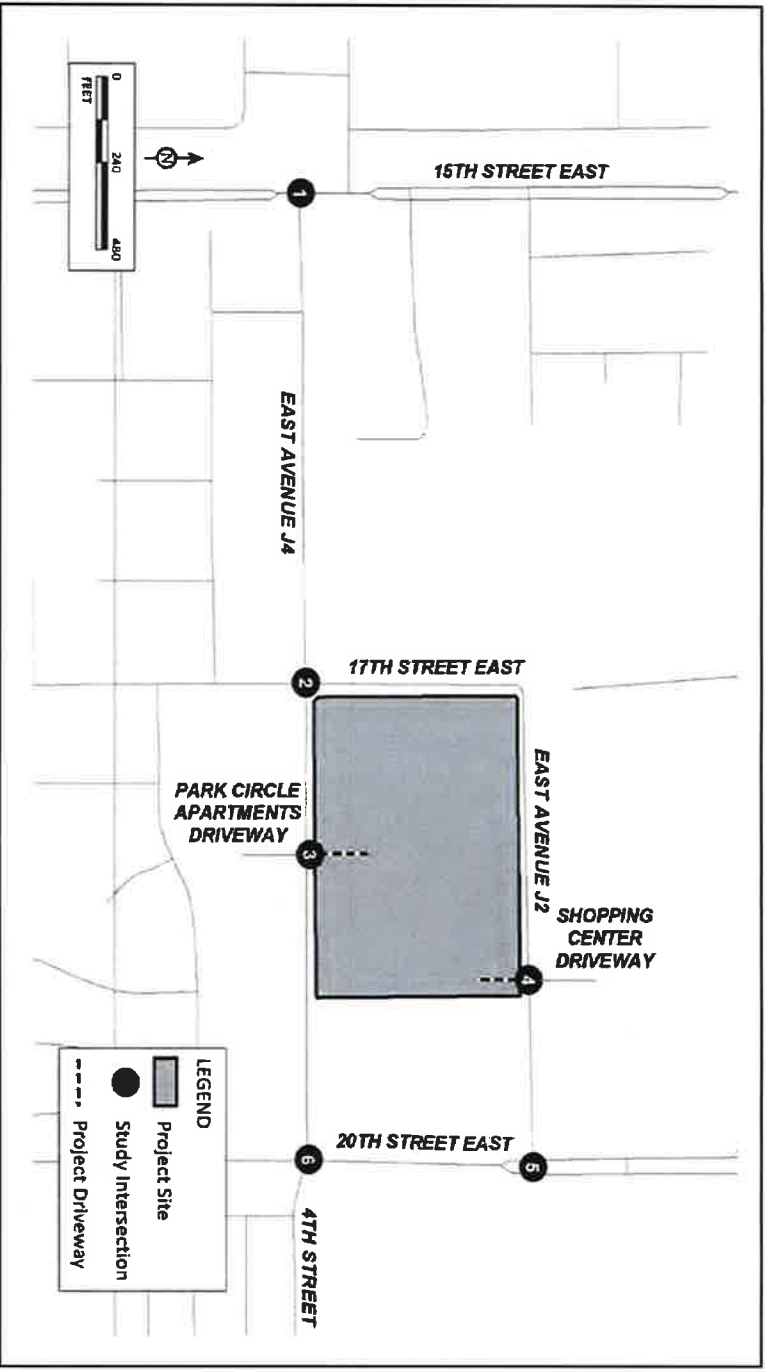 15TH STREET EAST
0
240
480
FEET
N
1
EAST AVENUE J4
17TH STREET EAST
2
EAST AVENUE J2
PARK CIRCLE
APARTMENTS
DRIVEWAY
3
SHOPPING
CENTER
DRIVEWAY
4
20TH STREET EAST
5
6
4TH STREET
LEGEND
Project Site
Study Intersection
Project Driveway